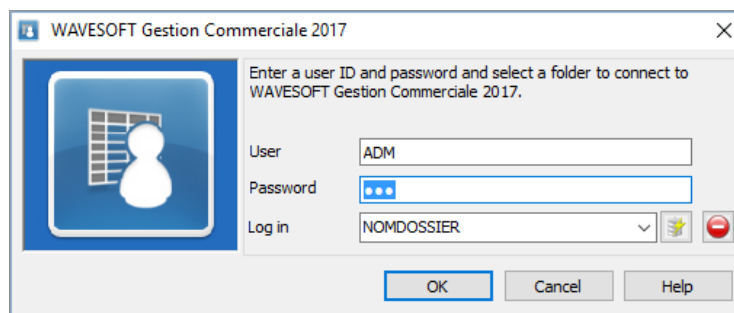 WAVESOFT Gestion Commerciale 2017
Enter a user ID and password and select a folder to connect to
WAVESOFT Gestion Commerciale 2017.
User ADM
Password •••
Log in NOMDOSSIER
OK Cancel Help